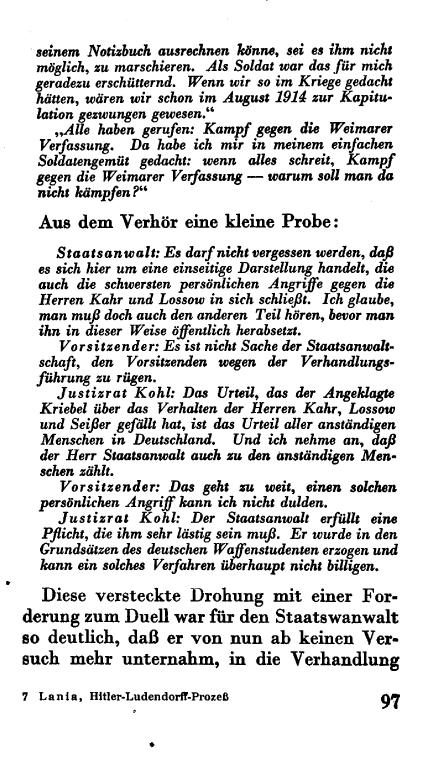 seinem Notizbuch ausrechnen könne, sei es ihm nicht
möglich, zu marschieren. Als Soldat war das für mich
geradezu erschütternd. Wenn wir so im Kriege gedacht
hätten, wären wir schon im August 1914 zur Kapitu-
lation gezwungen gewesen.“
„Alle haben gerufen: Kampf gegen die Weimarer
Verfassung. Da habe ich mir in meinem einfachen
Soldatengemüt gedacht: wenn alles schreit, Kampf
gegen die Weimarer Verfassung — warum soll man da
nicht kämpfen?“
Aus dem Verhör eine kleine Probe:
Staatsanwalt: Es darf nicht vergessen werden, daß
es sich hier um eine einseitige Darstellung handelt, die
auch die schwersten persönlichen Angriffe gegen die
Herren Kahr und Lossow in sich schließt. Ich glaube,
man muß doch auch den anderen Teil hören, bevor man
ihn in dieser Weise öffentlich herabsetzt.
Vorsitzender: Es ist nicht Sache der Staatsanwalt-
schaft, den Vorsitzenden wegen der Verhandlungs-
führung zu rügen.
Justizrat Kohl: Das Urteil, das der Angeklagte
Kriebel über das Verhalten der Herren Kahr, Lossow
und Seißer gefällt hat, ist das Urteil aller anständigen
Menschen in Deutschland. Und ich nehme an, daß
der Herr Staatsanwalt auch zu den anständigen Men-
schen zählt.
Vorsitzender: Das geht zu weit, einen solchen
persönlichen Angriff kann ich nicht dulden.
Justizrat Kohl: Der Staatsanwalt erfüllt eine
Pflicht, die ihm sehr lästig sein muß. Er wurde in den
Grundsätzen des deutschen Waffenstudenten erzogen und
kann ein solches Verfahren überhaupt nicht billigen.
Diese versteckte Drohung mit einer For-
derung zum Duell war für den Staatswanwalt
so deutlich, daß er von nun ab keinen Ver-
such mehr unternahm, in die Verhandlung
7 Lania, Hitler-Ludendorff-Prozeß
97